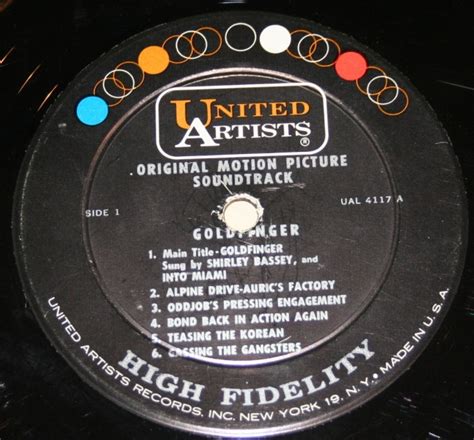 UNITED
ARTISTS ®
ORIGINAL MOTION PICTURE
SOUNDTRACK
SIDE 1
UAL 4117 A
GOLDFINGER
1. Main Title-GOLDFINGER
Sung by SHIRLEY BASSEY, and
INTO MIAMI
2. ALPINE DRIVE-AURIC'S FACTORY
3. ODDJOB'S PRESSING ENGAGEMENT
4. BOND BACK IN ACTION AGAIN
5. TEASING THE KOREAN
6. GASSING THE GANGSTERS
HIGH FIDELITY
UNITED ARTISTS RECORDS, INC. NEW YORK 19, N.Y. • MADE IN U.S.A.